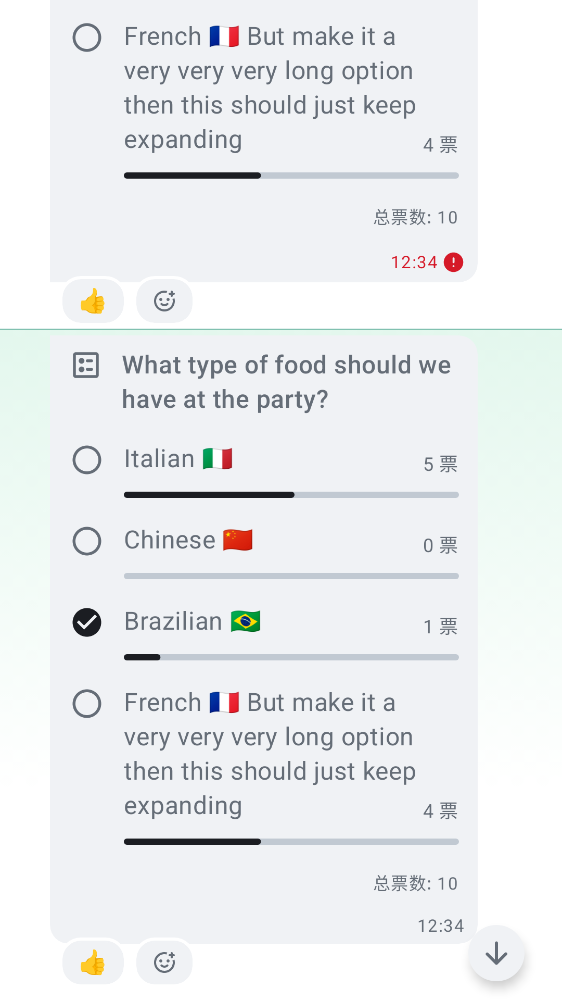 French 🇫🇷 But make it a
very very very long option
then this should just keep
expanding
4 票
总票数: 10
12:34
What type of food should we
have at the party?
Italian 🇮🇹
5 票
Chinese 🇨🇳
0 票
Brazilian 🇧🇷
1 票
French 🇫🇷 But make it a
very very very long option
then this should just keep
expanding
4 票
总票数: 10
12:34